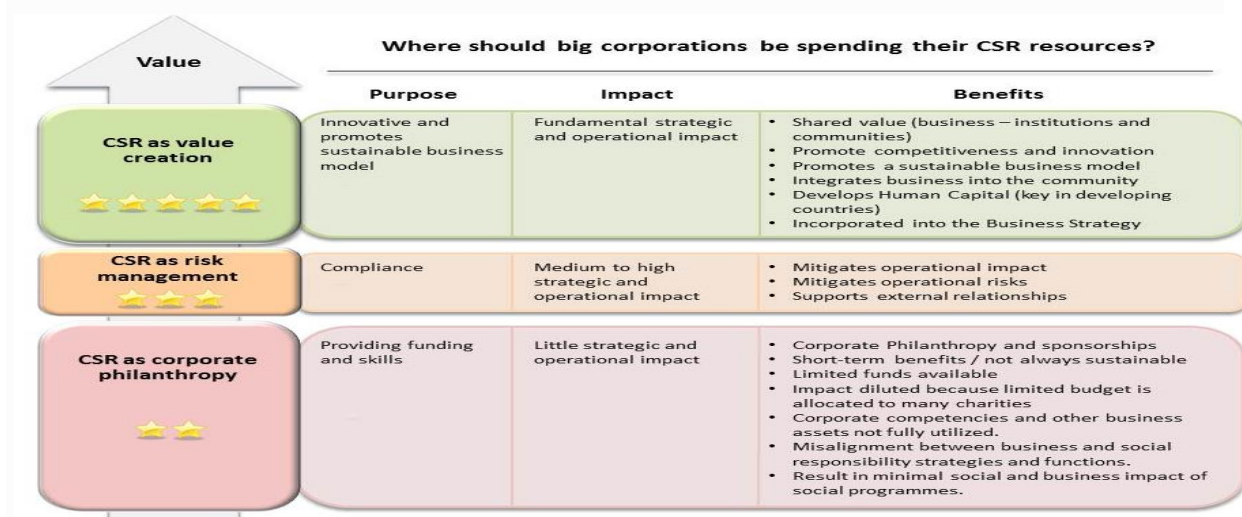 Where should big corporations be spending their CSR resources?
Value
Purpose
Impact
Benefits
CSR as value
creation
Innovative and
promotes
sustainable business
model
Fundamental strategic
and operational impact
• Shared value (business – institutions and
communities)
• Promote competitiveness and innovation
• Promotes a sustainable business model
• Integrates business into the community
• Develops Human Capital (key in developing
countries)
• Incorporated into the Business Strategy
CSR as risk
management
Compliance
Medium to high
strategic and
operational impact
• Mitigates operational impact
• Mitigates operational risks
• Supports external relationships
CSR as corporate
philanthropy
Providing funding
and skills
Little strategic and
operational impact
• Corporate Philanthropy and sponsorships
• Short-term benefits / not always sustainable
• Limited funds available
• Impact diluted because limited budget is
allocated to many charities
• Corporate competencies and other business
assets not fully utilized.
• Misalignment between business and social
responsibility strategies and functions.
• Result in minimal social and business impact of
social programmes.